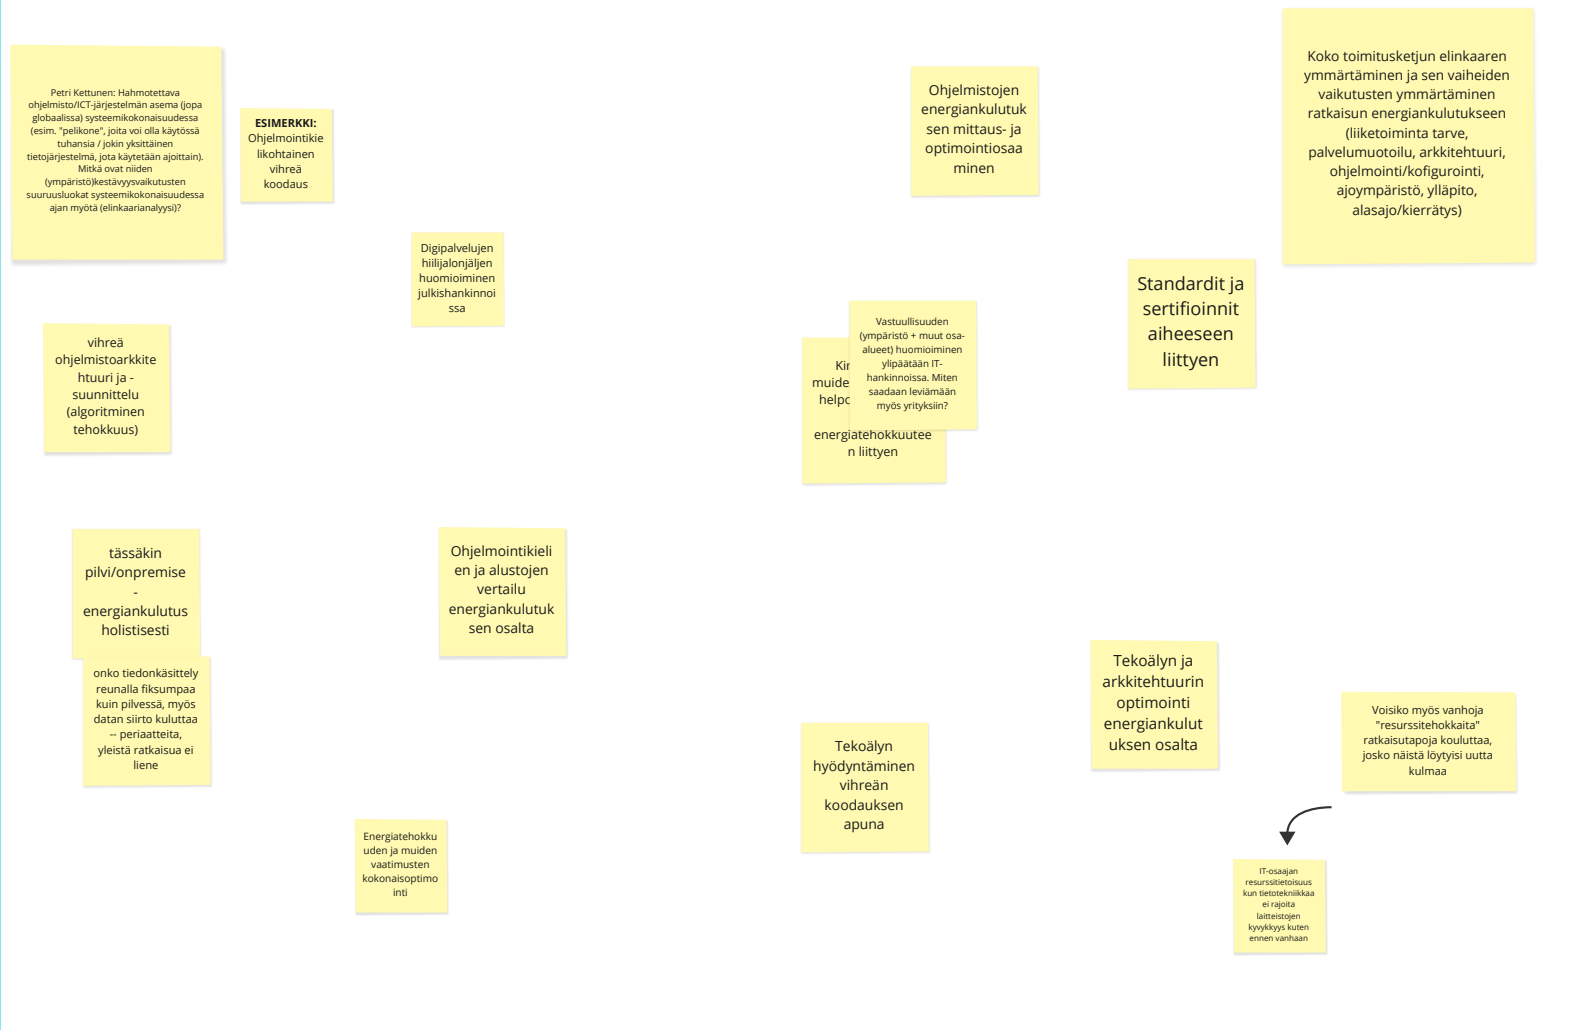 Petri Kettunen: Hahmotettava
ohjelmisto/ICT-järjestelmän asema (jopa
globaalissa) systeemikokonaisuudessa
(esim. "pelikone", joita voi olla käytössä
tuhansia / jokin yksittäinen
tietojärjestelmä, jota käytetään ajoittain).
Mitkä ovat niiden
(ympäristö)kestävyysvaikutusten
suuruusluokat systeemikokonaisuudessa
ajan myötä (elinkaarianalyysi)?
ESIMERKKI:
Ohjelmointikie
likohtainen
vihreä
koodaus
Digipalvelujen
hiilijalonjäljen
huomioiminen
julkishankinnoi
ssa
vihreä
ohjelmistoarkkite
htuuri ja -
suunnittelu
(algoritminen
tehokkuus)
tässäkin
pilvi/onpremise
-
energiankulutus
holistisesti
onko tiedonkäsittely
reunalla fiksumpaa
kuin pilvessä, myös
datan siirto kuluttaa
-- periaatteita,
yleistä ratkaisua ei
liene
Ohjelmointikieli
en ja alustojen
vertailu
energiankulutuk
sen osalta
Energiatehokku
uden ja muiden
vaatimusten
kokonaisoptimo
inti
Ohjelmistojen
energiankulutuk
sen mittaus- ja
optimointiosaa
minen
Koko toimitusketjun elinkaaren
ymmärtäminen ja sen vaiheiden
vaikutusten ymmärtäminen
ratkaisun energiankulutukseen
(liiketoiminta tarve,
palvelumuotoilu, arkkitehtuuri,
ohjelmointi/kofigurointi,
ajoympäristö, ylläpito,
alasajo/kierrätys)
Standardit ja
sertifioinnit
aiheeseen
liittyen
Vastuullisuuden
(ympäristö + muut osa-
alueet) huomioiminen
ylipäätään IT-
hankinnoissa. Miten
saadaan leviämään
myös yrityksiin?
energiatehokkuutee
n liittyen
Tekoälyn ja
arkkitehtuurin
optimointi
energiankulut
uksen osalta
Tekoälyn
hyödyntäminen
vihreän
koodauksen
apuna
Voisiko myös vanhoja
"resurssitehokkaita"
ratkaisutapoja kouluttaa,
josko näistä löytyisi uutta
kulmaa
IT-osaajan
resurssitietoisuus
kun tietotekniikkaa
ei rajoita
laitteistojen
kyvykkyys kuten
ennen vanhaan